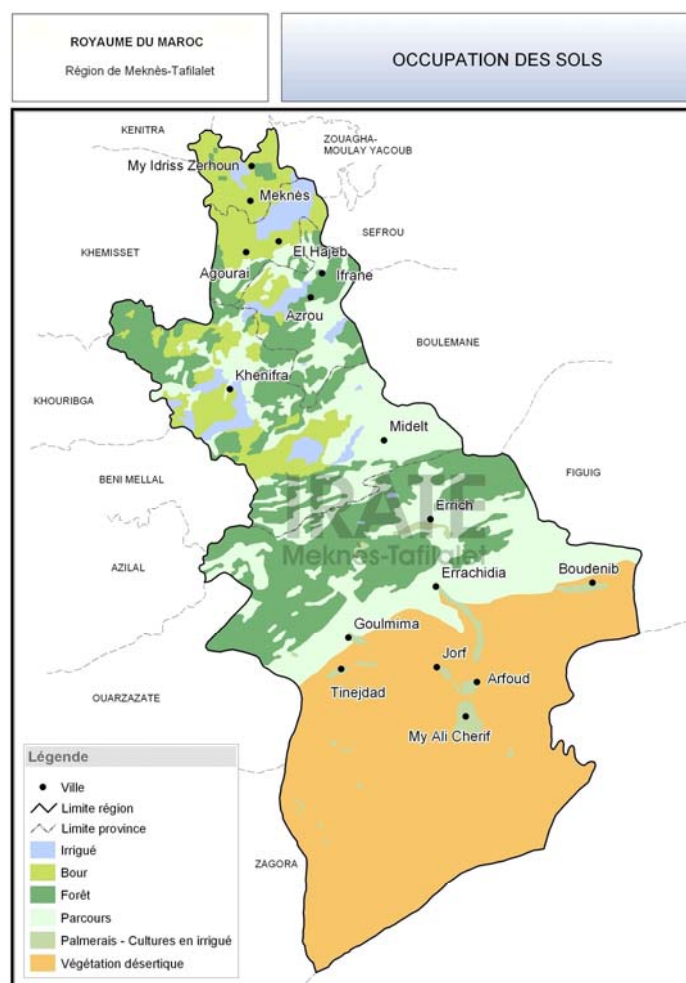 ROYAUME DU MAROC
Région de Meknès-Tafilalet
OCCUPATION DES SOLS
KENITRA
ZOUAGHA-
MOULAY YACOUB
My Idriss Zerhoun
Meknès
SEFROU
KHEMISSET
El Hajeb
Agourai
Ifrane
Azrou
BOULEMANE
Khenifra
KHOURIBGA
Midelt
BENI MELLAL
FIGUIG
IRATE
Meknès-Tafilalet
Errich
AZILAL
Errachidia
Boudenib
Goulmima
Jorf
OUARZAZATE
Tinejdad
Arfoud
My Ali Cherif
ZAGORA
Légende
Ville
Limite région
Limite province
Irrigué
Bour
Forêt
Parcours
Palmerais - Cultures en irrigué
Végétation désertique